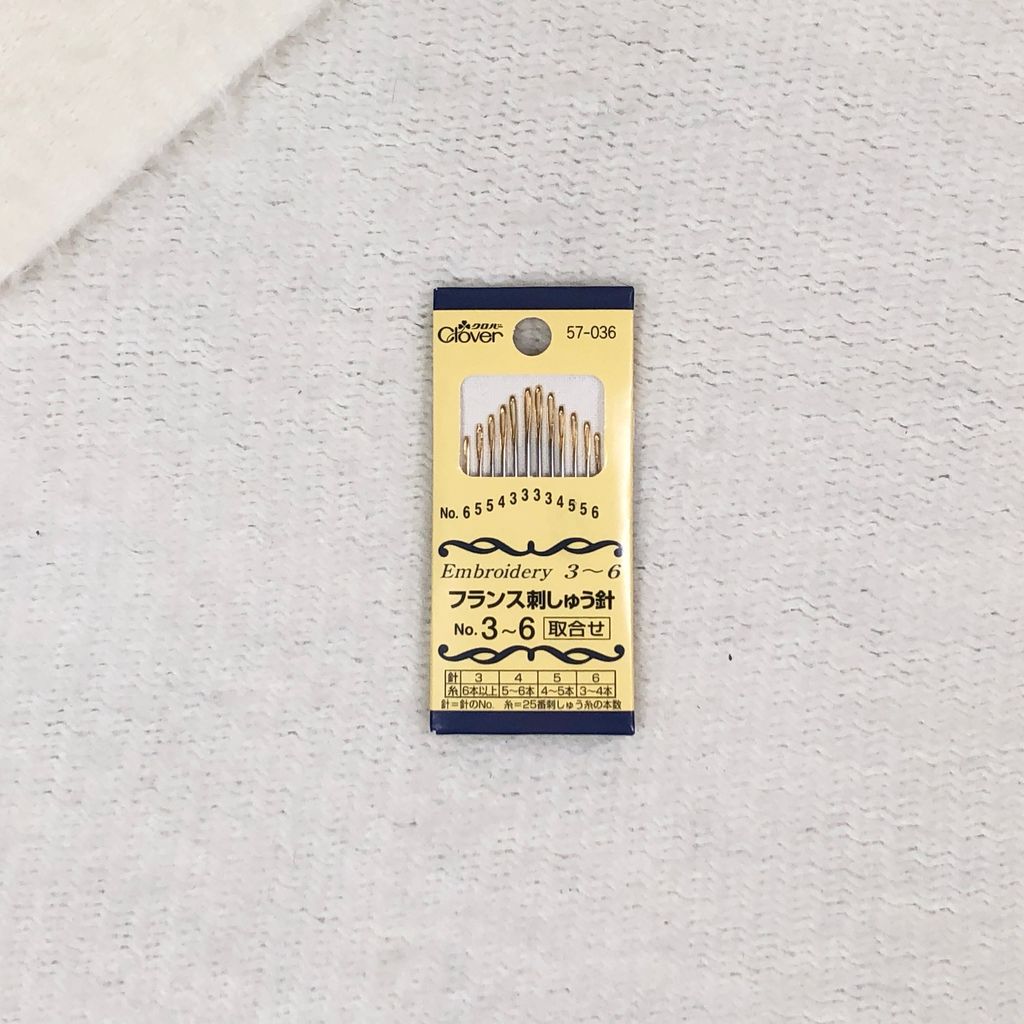 クロバー
Clover
57-036
No. 6 5 5 4 3 3 3 3 4 5 5 6
Embroidery 3～6
フランス刺しゅう針
No. 3～6 取合せ
針 3 4 5 6
糸 6本以上 5～6本 4～5本 3～4本
針=針のNo. 糸=25番刺しゅう糸の本数